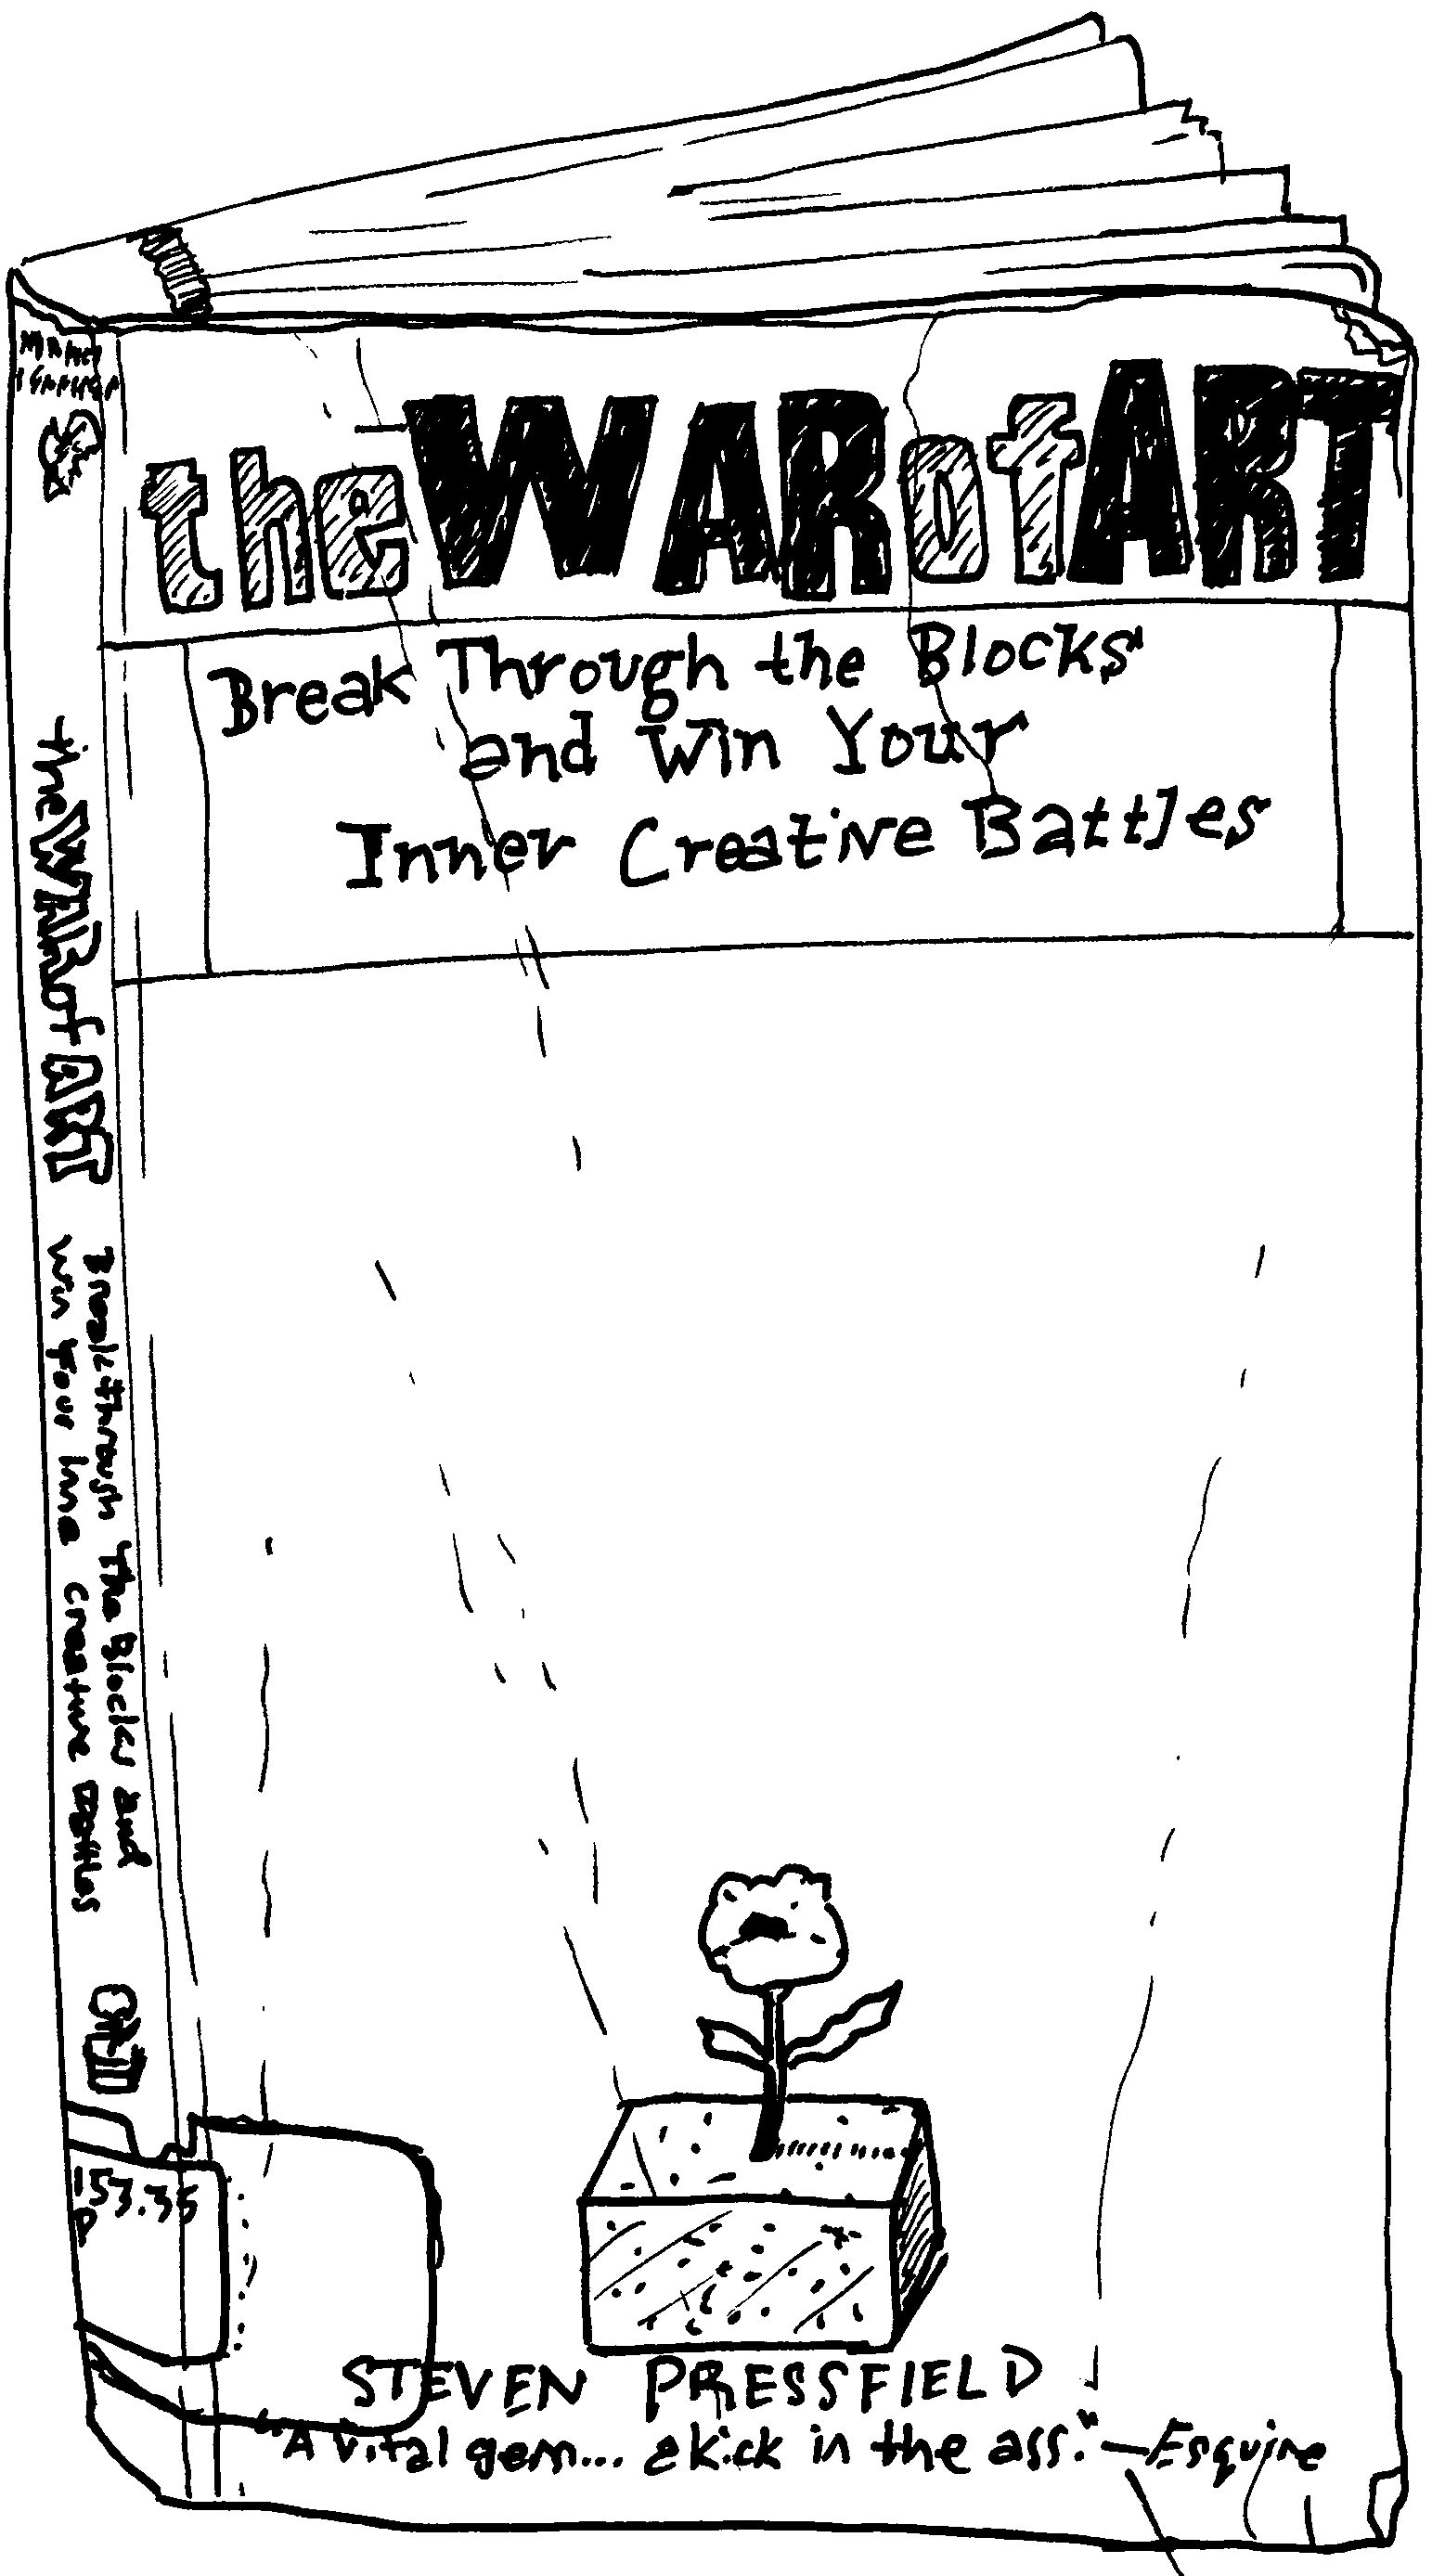 the WAR of ART
Break Through the Blocks
and Win Your
Inner Creative Battles
STEVEN PRESSFIELD
"A vital gem... a kick in the ass." —Esquire
the WAR of ART
Break through The Blocks and
Win Your Creative Battles
153.35
P